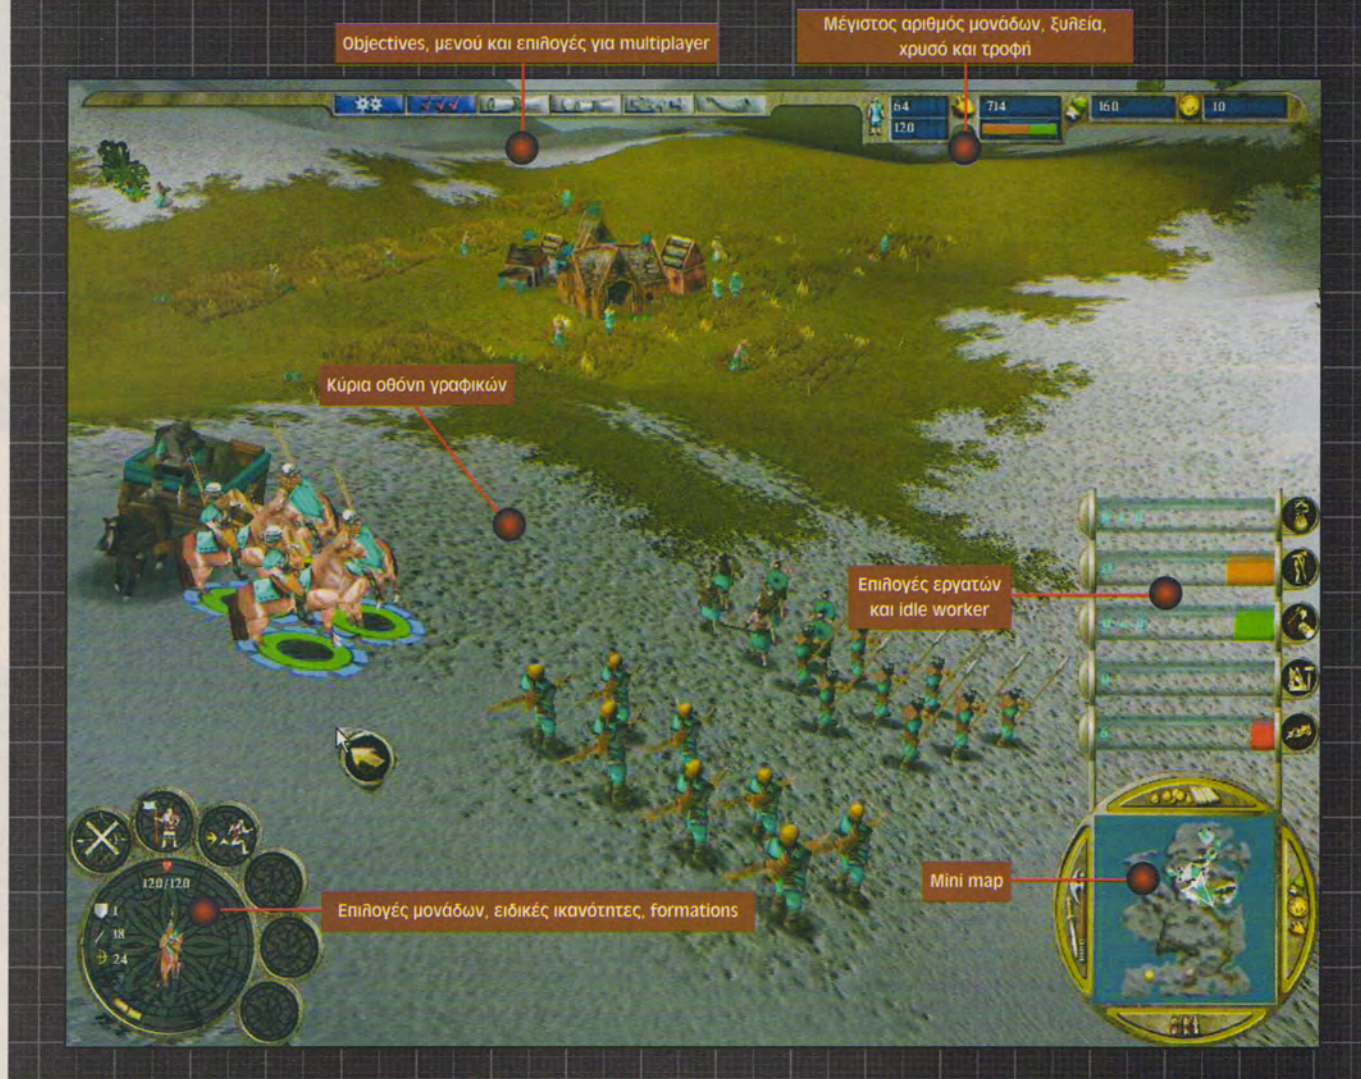 Objectives, μενού και επιλογές για multiplayer
Μέγιστος αριθμός μονάδων, ξυλεία,
χρυσό και τροφή
64
120
714
160
10
Κύρια οθόνη γραφικών
Επιλογές εργατών
και idle worker
Mini map
120/120
1
18
24
Επιλογές μονάδων, ειδικές ικανότητες, formations